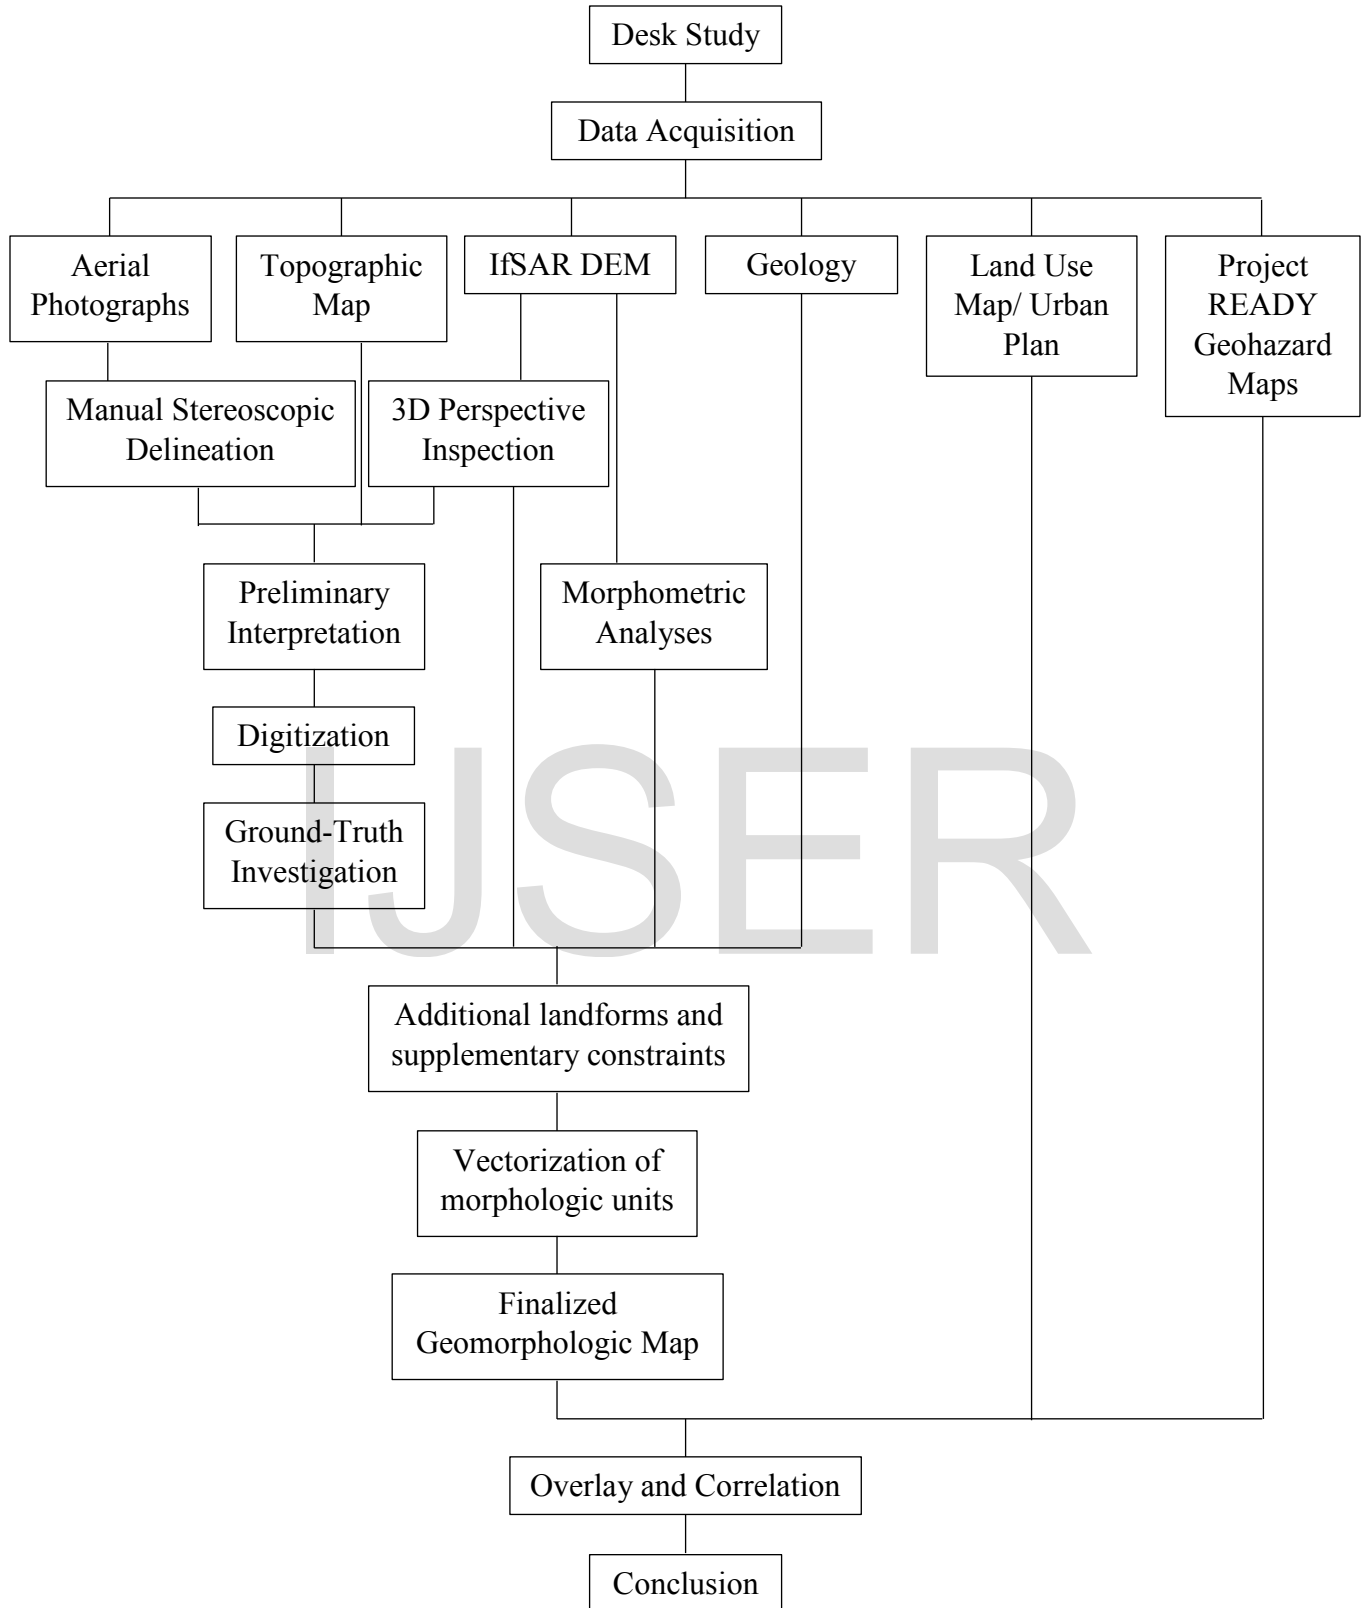 Desk Study
Data Acquisition
Aerial
Photographs
Topographic
Map
IfSAR DEM
Geology
Land Use
Map/ Urban
Plan
Project
READY
Geohazard
Maps
Manual Stereoscopic
Delineation
3D Perspective
Inspection
Preliminary
Interpretation
Morphometric
Analyses
Digitization
Ground-Truth
Investigation
IJSER
Additional landforms and
supplementary constraints
Vectorization of
morphologic units
Finalized
Geomorphologic Map
Overlay and Correlation
Conclusion